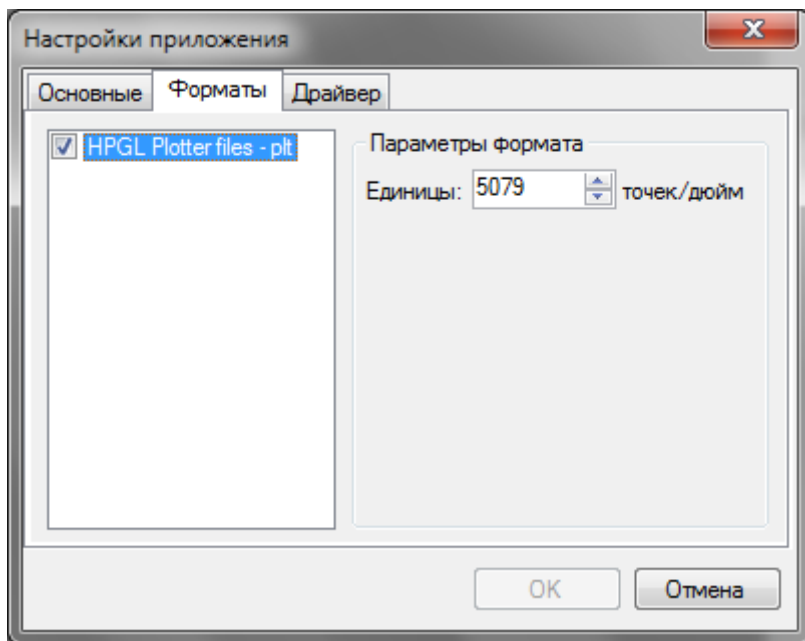 Настройки приложения
Основные Форматы Драйвер
HPGL Plotter files - plt
Параметры формата
Единицы: 5079 точек/дюйм
OK Отмена